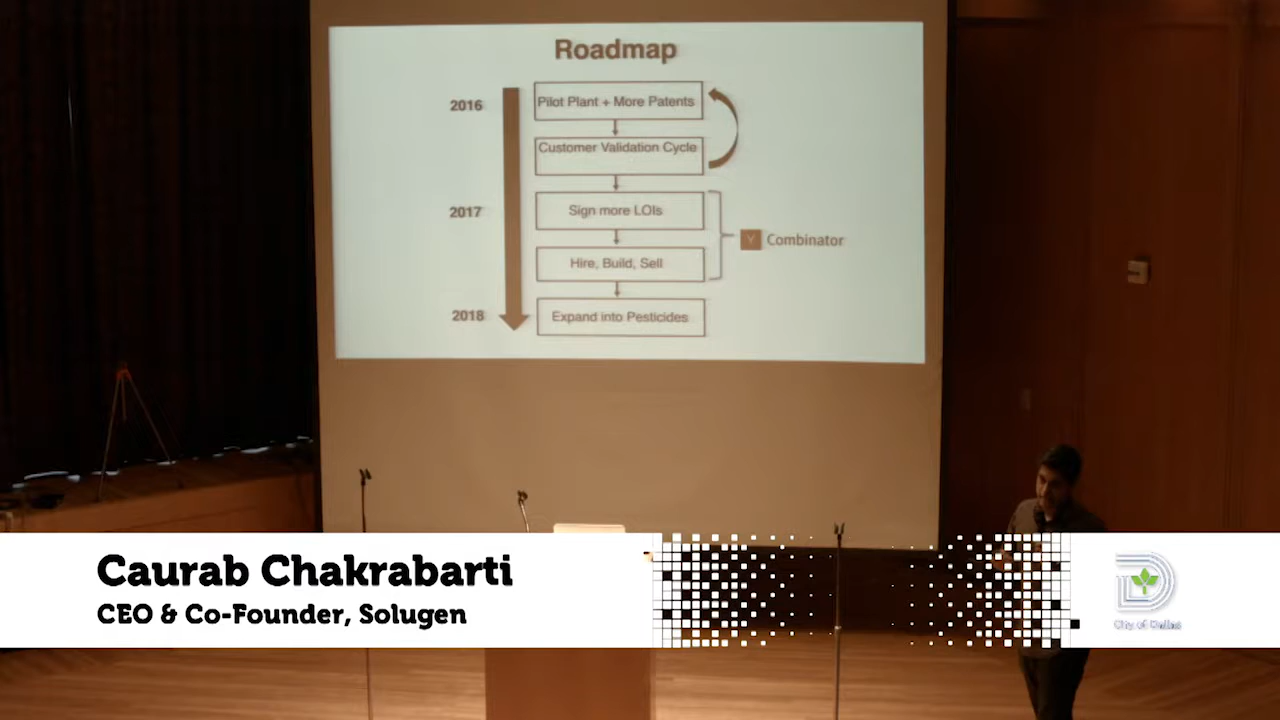 Roadmap
2016
Pilot Plant + More Patents
Customer Validation Cycle
2017
Sign more LOIs
Y Combinator
Hire, Build, Sell
2018
Expand into Pesticides
Caurab Chakrabarti
CEO & Co-Founder, Solugen
City of Dallas